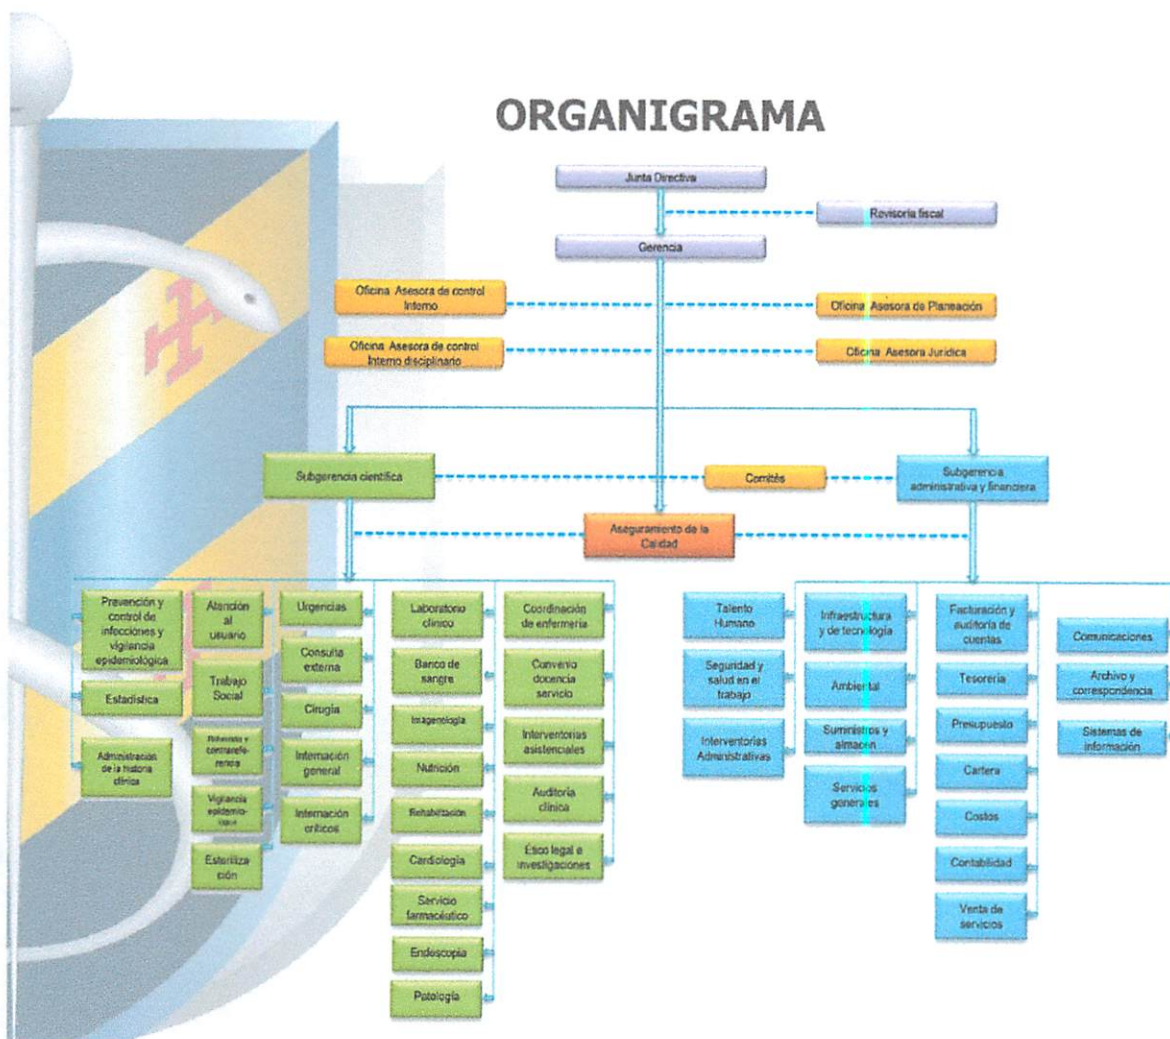 ORGANIGRAMA
Junta Directiva
Revisoría fiscal
Gerencia
Oficina Asesora de control
Interno
Oficina Asesora de Planeación
Oficina Asesora de control
Interno disciplinario
Oficina Asesora Jurídica
Subgerencia científica
Comités
Subgerencia
administrativa y financiera
Aseguramiento de la
Calidad
Prevención y
control de
infecciones y
vigilancia
epidemiológica
Estadística
Administración
de la historia
clínica
Atención
al
usuario
Trabajo
Social
Vigilancia
epidemio-
lógica
Esteriliza
ción
Urgencias
Consulta
externa
Cirugía
Internación
general
Internación
críticos
Laboratorio
clínico
Banco de
sangre
Imagenología
Nutrición
Rehabilitación
Cardiología
Servicio
farmacéutico
Endoscopia
Patología
Coordinación
de enfermería
Convenio
docencia
servicio
Interventorías
asistenciales
Auditoría
clínica
Ético legal e
investigaciones
Talento
Humano
Seguridad y
salud en el
trabajo
Interventorías
Administrativas
Infraestructura
y de tecnología
Ambiental
Suministros y
almacén
Servicios
generales
Facturación y
auditoría de
cuentas
Tesorería
Presupuesto
Cartera
Costos
Contabilidad
Venta de
servicios
Comunicaciones
Archivo y
correspondencia
Sistemas de
información